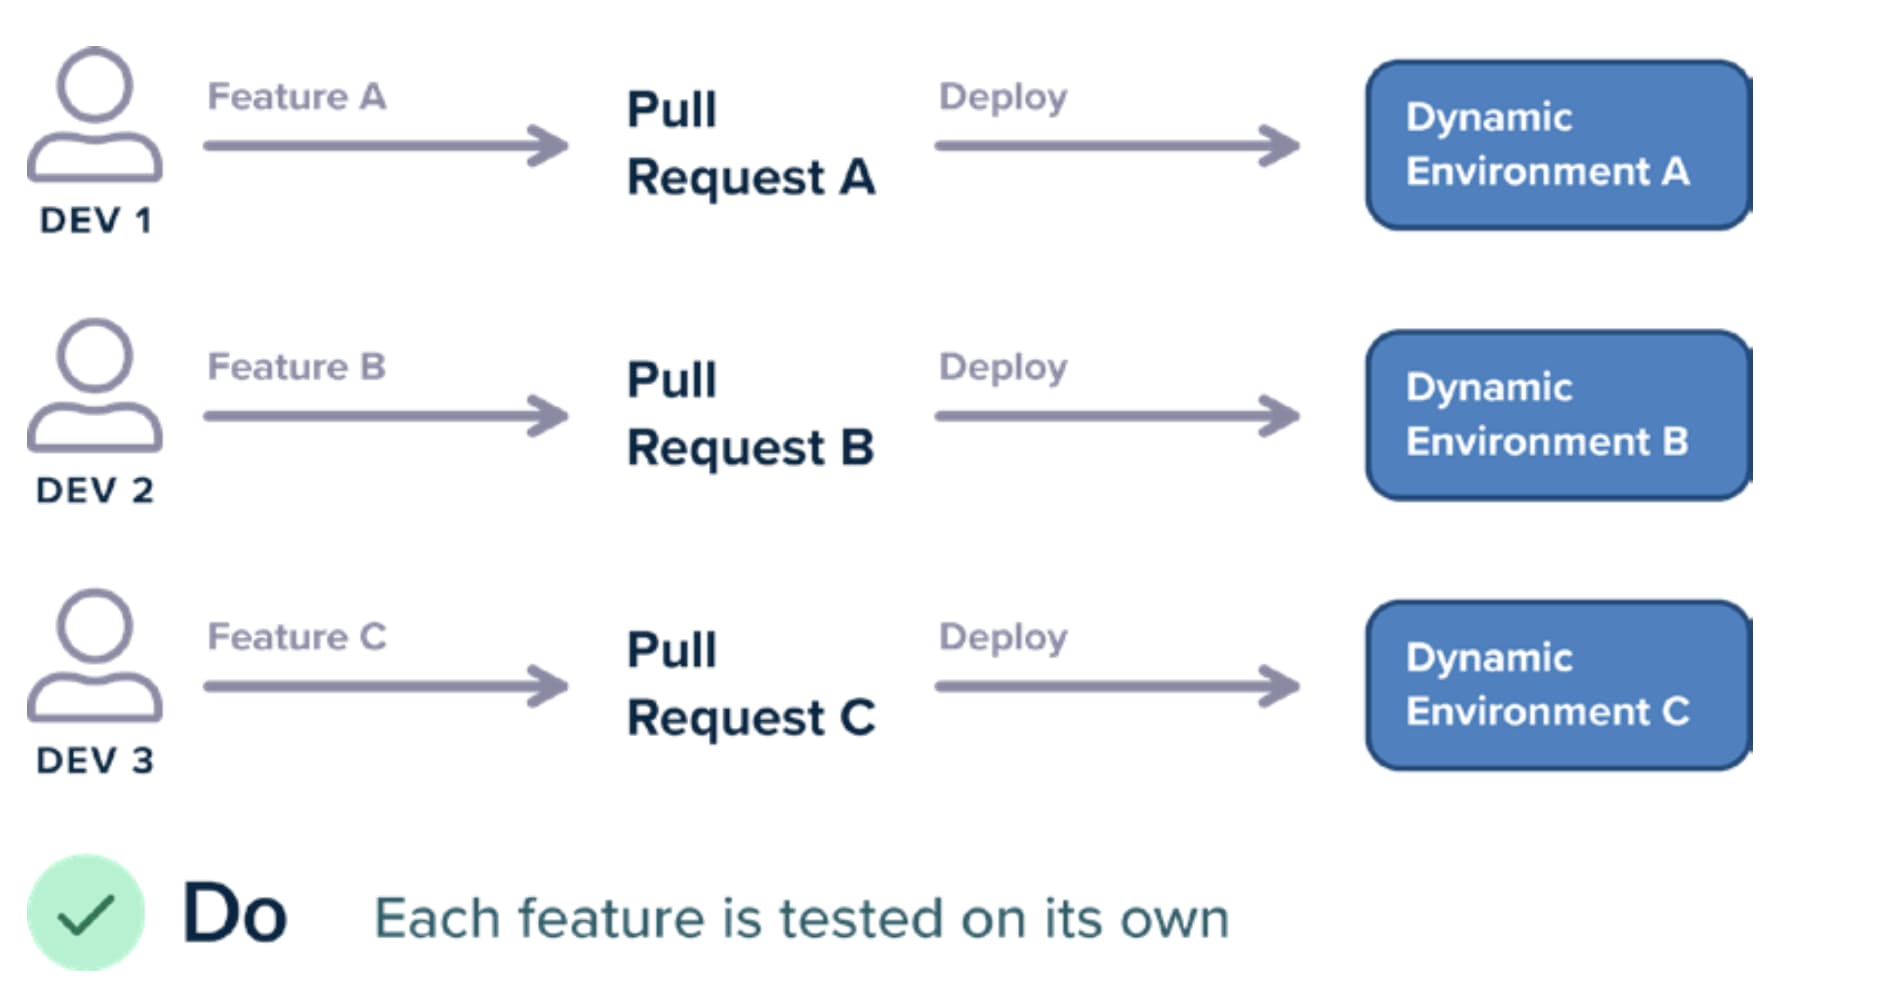 Feature A
Pull
Request A
Deploy
Dynamic
Environment A
DEV 1
Feature B
Pull
Request B
Deploy
Dynamic
Environment B
DEV 2
Feature C
Pull
Request C
Deploy
Dynamic
Environment C
DEV 3
Do
Each feature is tested on its own